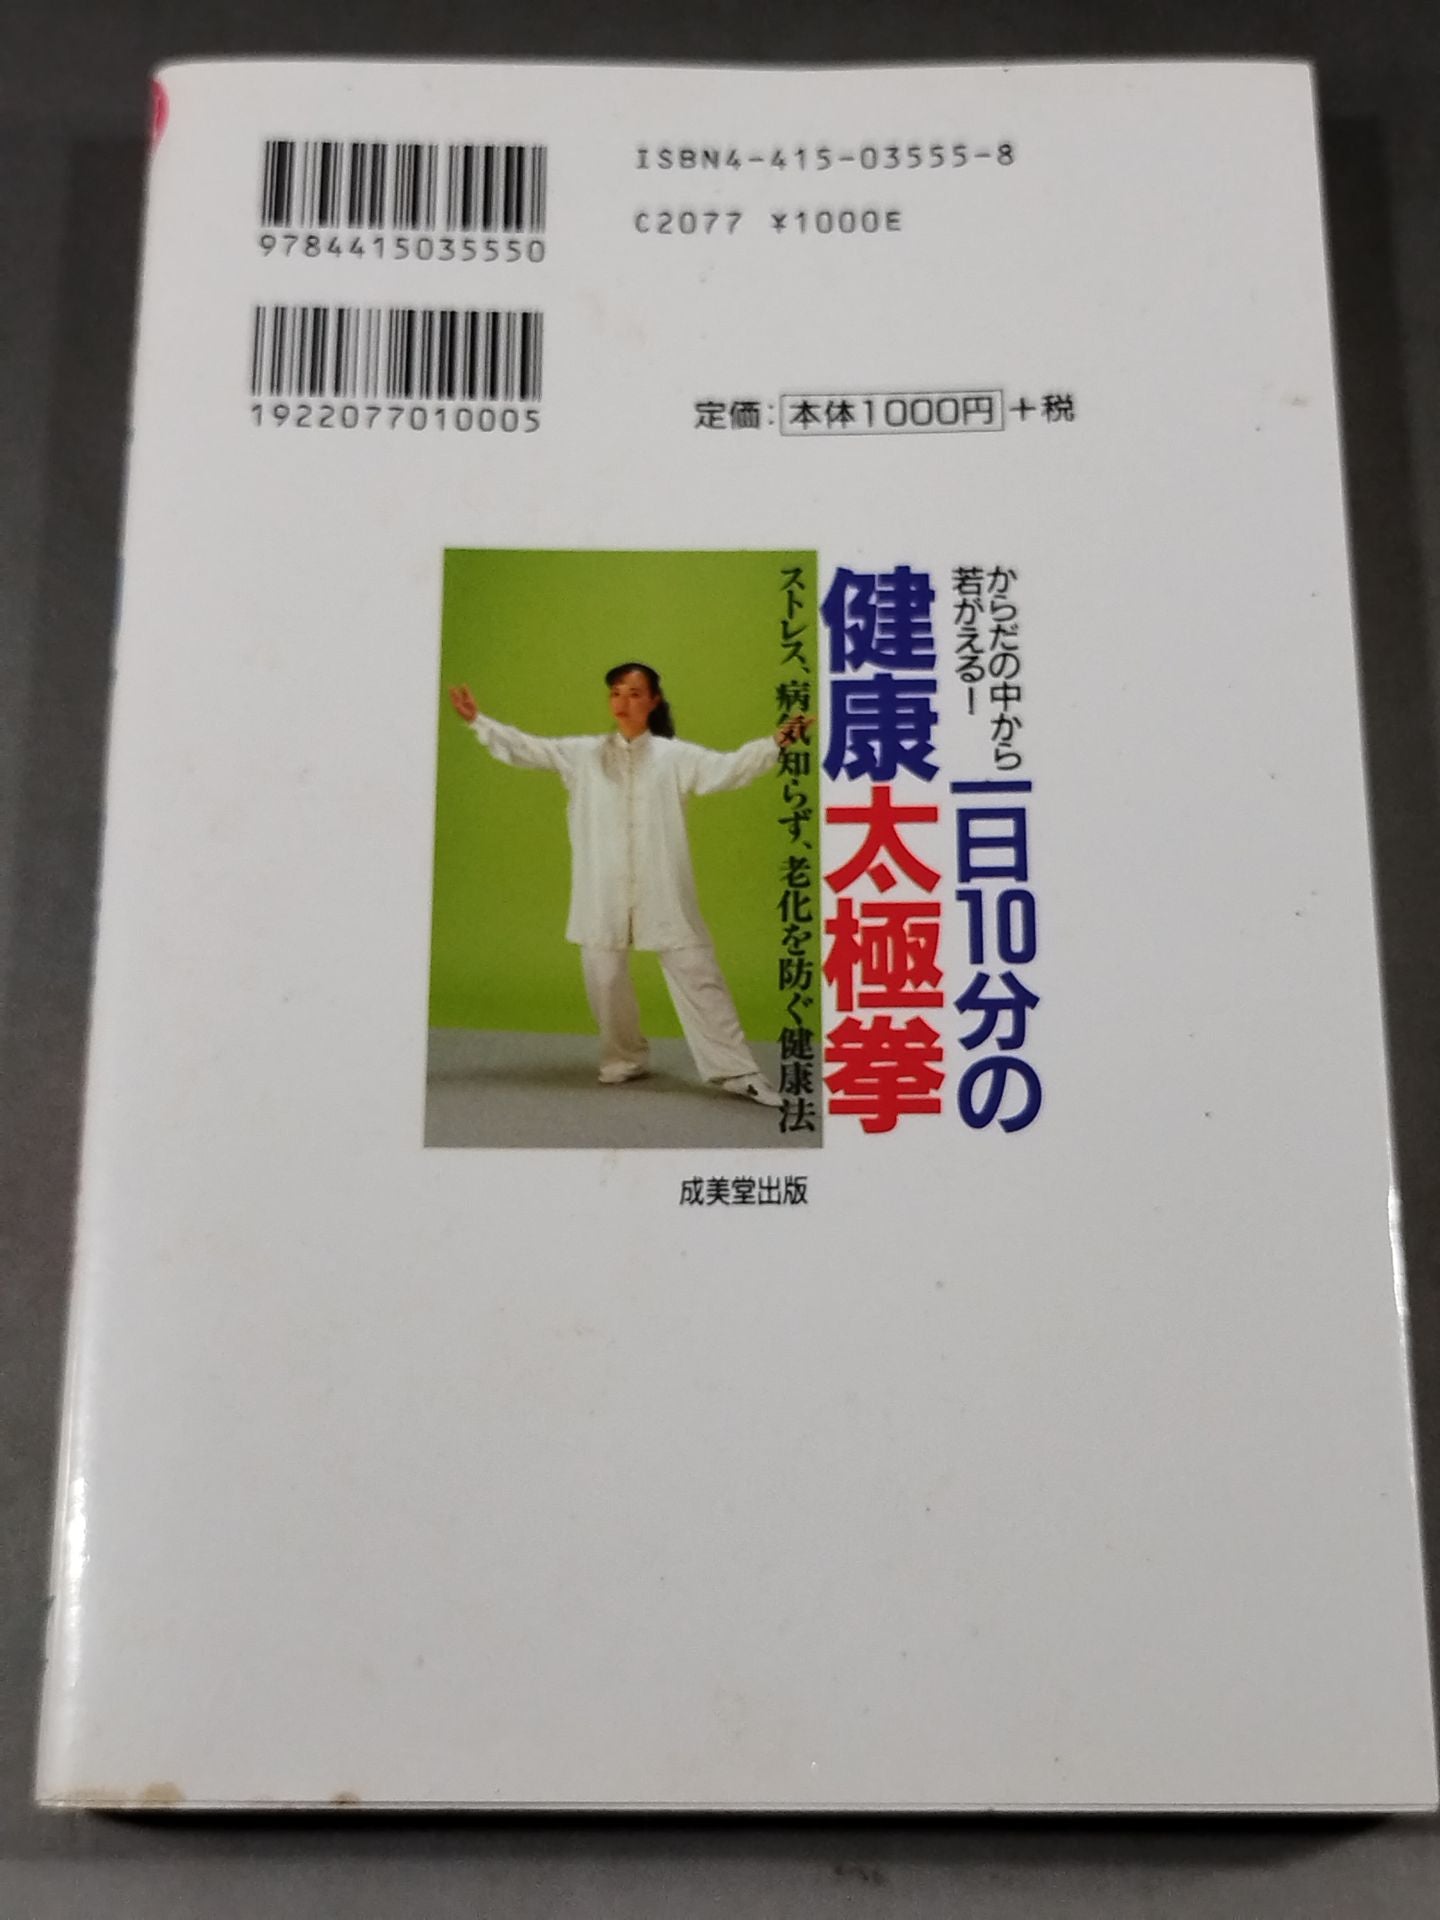 ISBN4-415-03555-8
C2077 ¥1000E
9784415035550
1922077010005
定価：本体1000円＋税
からだの中から
若がえる！
一日10分の
健康太極拳
ストレス、病気知らず、老化を防ぐ健康法
成美堂出版